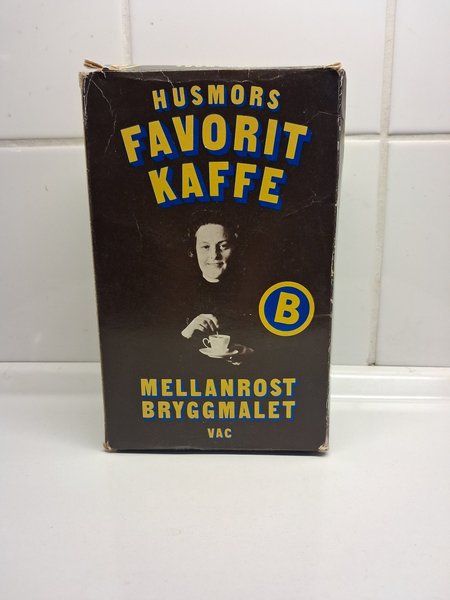 HUSMORS
FAVORIT
KAFFE
B
MELLANROST
BRYGGMALET
VAC